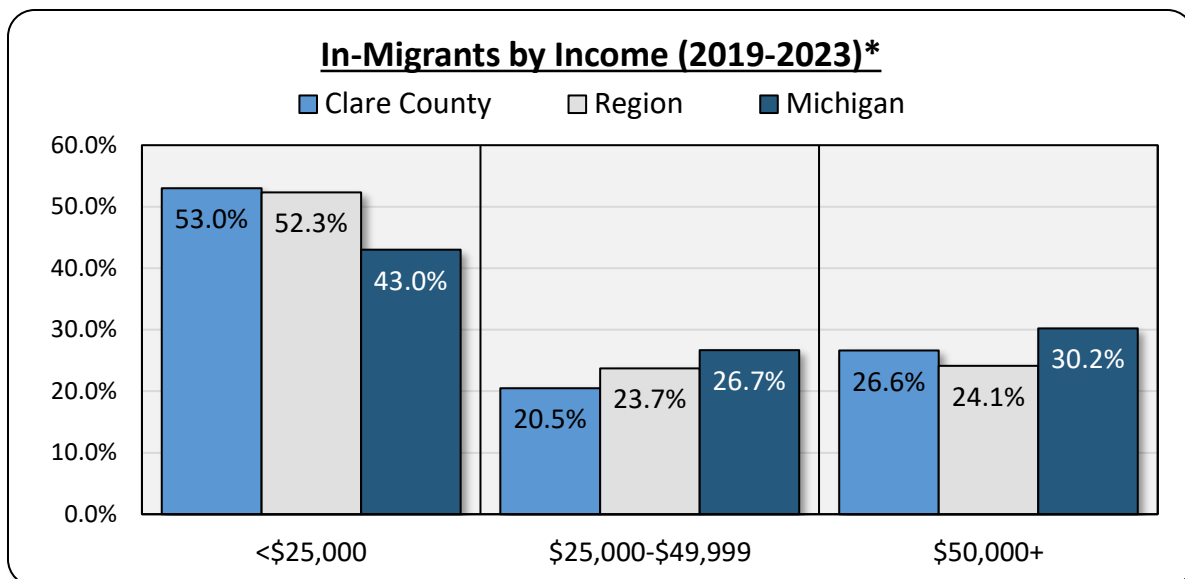 In-Migrants by Income (2019-2023)*
Clare County Region Michigan
60.0%
50.0%
40.0%
30.0%
20.0%
10.0%
0.0%
53.0% 52.3% 43.0%
20.5% 23.7% 26.7%
26.6% 24.1% 30.2%
<$25,000 $25,000-$49,999 $50,000+